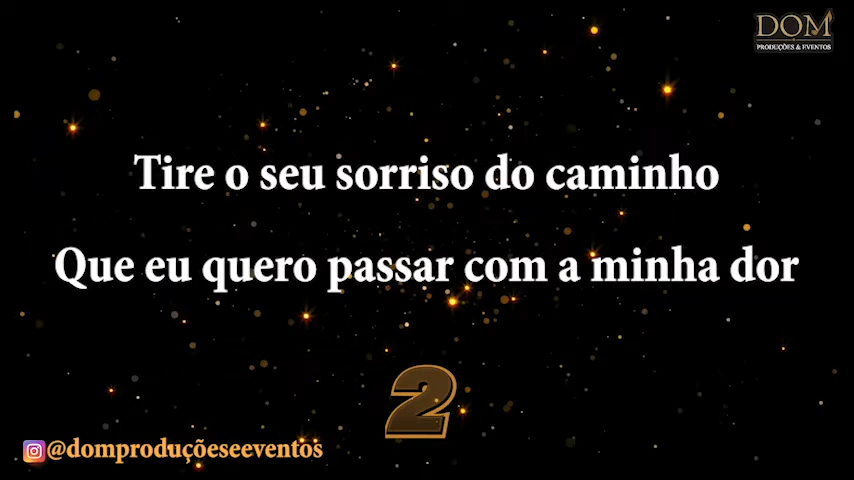 DOM
PRODUÇÕES & EVENTOS
Tire o seu sorriso do caminho
Que eu quero passar com a minha dor
2
@domproduçõeseeventos